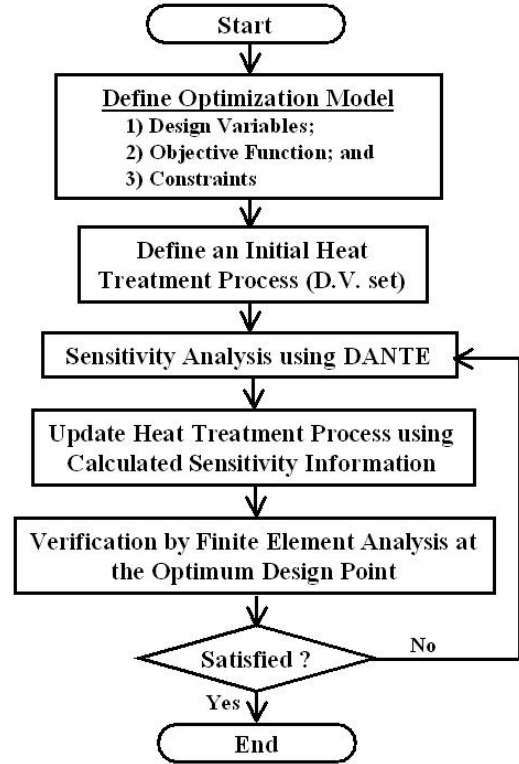 Start
Define Optimization Model
1) Design Variables;
2) Objective Function; and
3) Constraints
Define an Initial Heat
Treatment Process (D.V. set)
Sensitivity Analysis using DANTE
Update Heat Treatment Process using
Calculated Sensitivity Information
Verification by Finite Element Analysis at
the Optimum Design Point
Satisfied ?
No
Yes
End